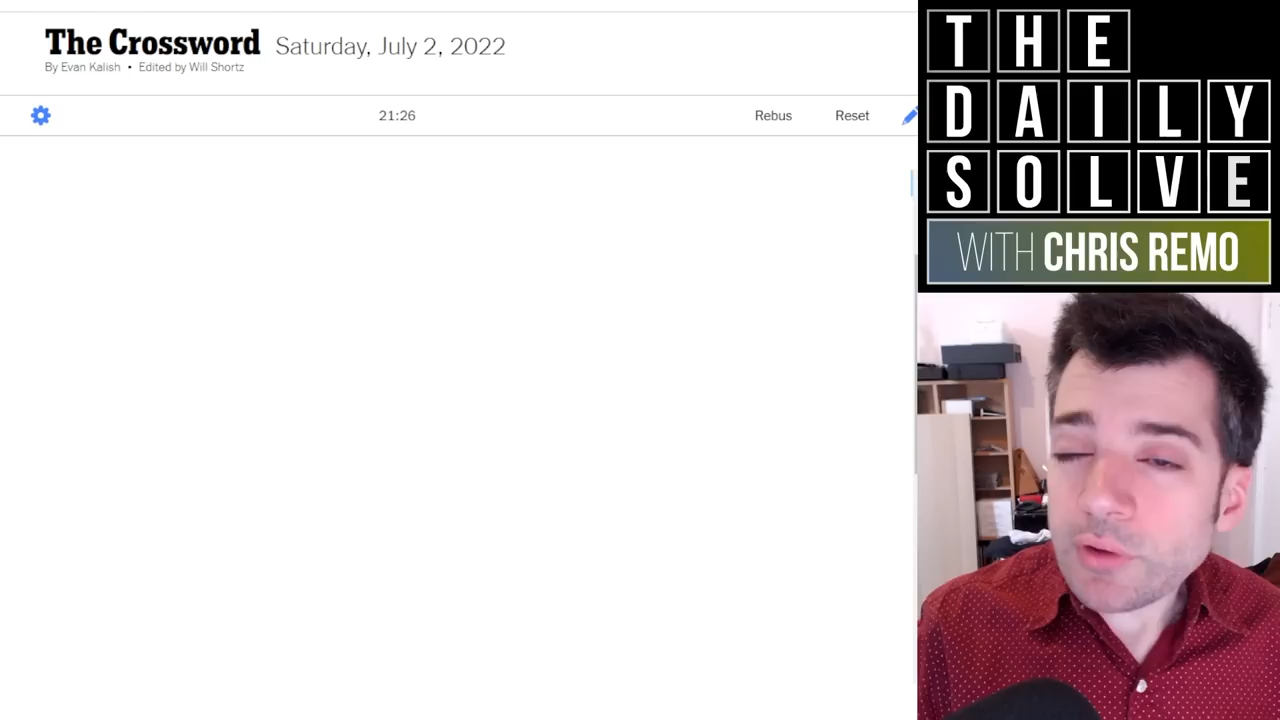 The Crossword Saturday, July 2, 2022
By Evan Kalish • Edited by Will Shortz
21:26 Rebus Reset
THE
DAILY
SOLVE
WITH CHRIS REMO